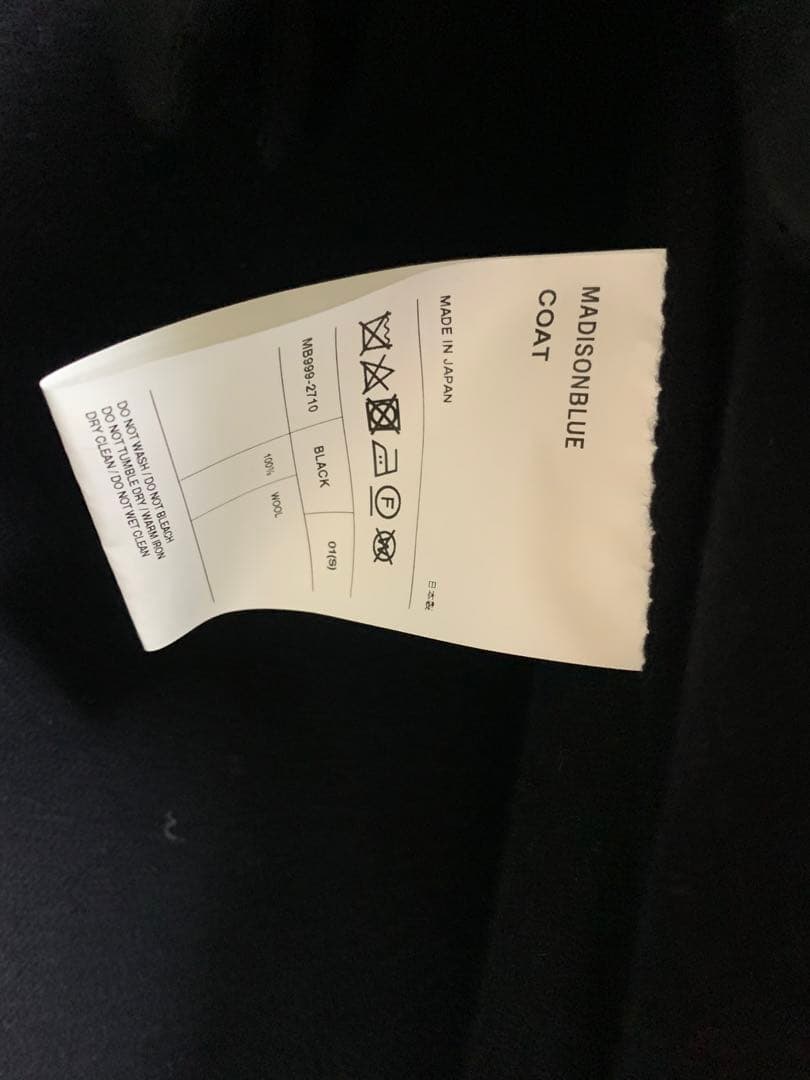 MADISONBLUE
COAT
MADE IN JAPAN 日本製
F W
MB999-2710 BLACK 01(S)
100% WOOL
DO NOT WASH / DO NOT BLEACH
DO NOT TUMBLE DRY / WARM IRON
DRY CLEAN / DO NOT WET CLEAN